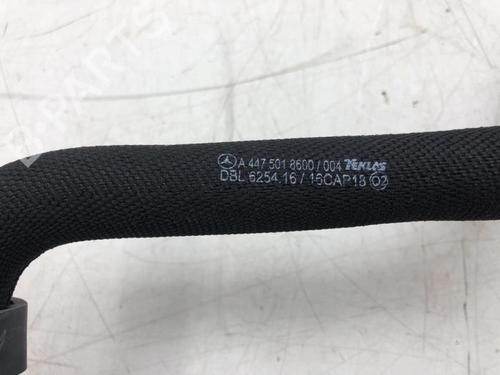 A 447 501 8600 / 004 TEKLAS
DBL 6254.16 / 16CAP18 02